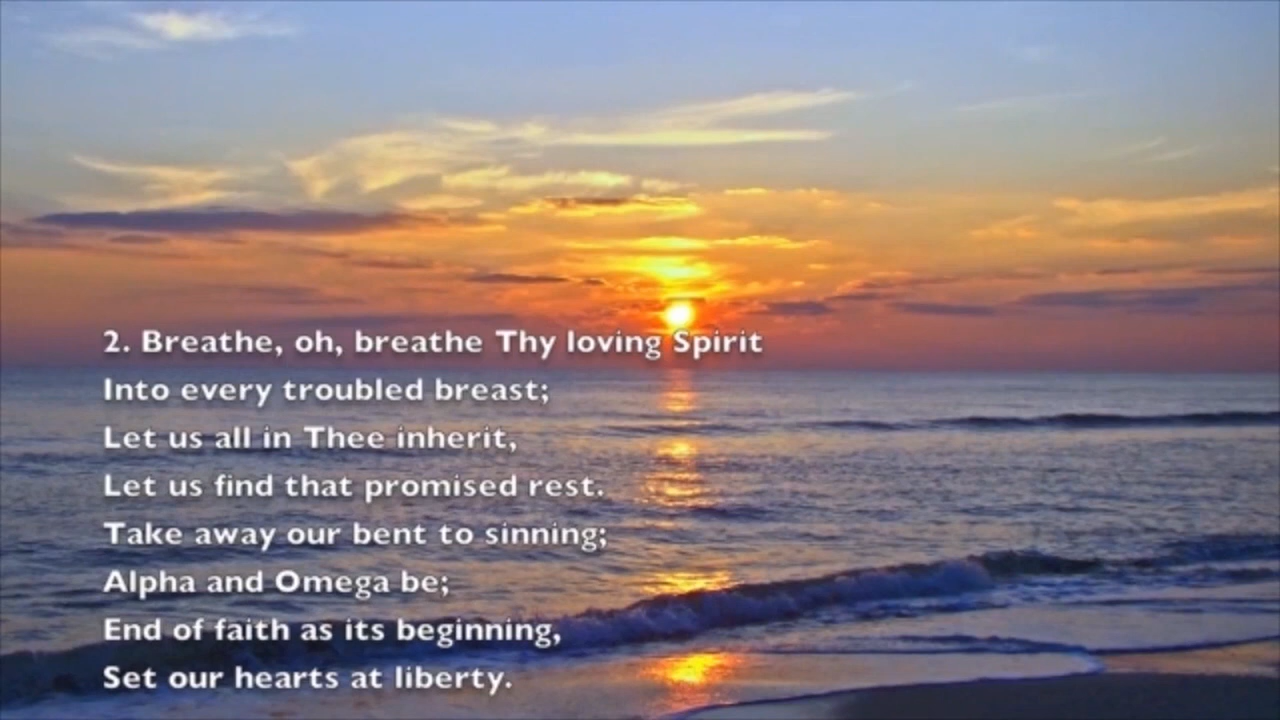 2. Breathe, oh, breathe Thy loving Spirit
Into every troubled breast;
Let us all in Thee inherit,
Let us find that promised rest.
Take away our bent to sinning;
Alpha and Omega be;
End of faith as its beginning,
Set our hearts at liberty.